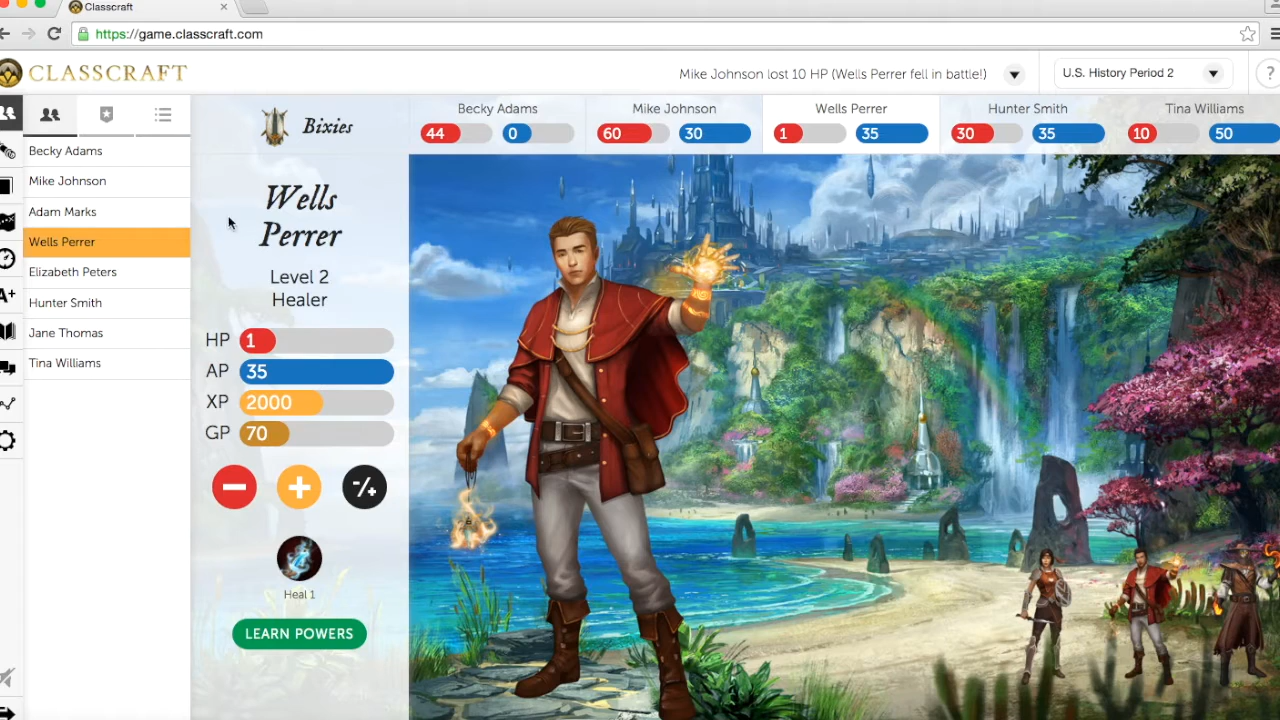 Classcraft
https://game.classcraft.com
CLASSCRAFT
Mike Johnson lost 10 HP (Wells Perrer fell in battle!)
U.S. History Period 2
?
Bixies
Becky Adams
44 0
Mike Johnson
60 30
Wells Perrer
1 35
Hunter Smith
30 35
Tina Williams
10 50
A+
Becky Adams
Mike Johnson
Adam Marks
Wells Perrer
Elizabeth Peters
Hunter Smith
Jane Thomas
Tina Williams
Wells
Perrer
Level 2
Healer
HP 1
AP 35
XP 2000
GP 70
-/+
Heal 1
LEARN POWERS